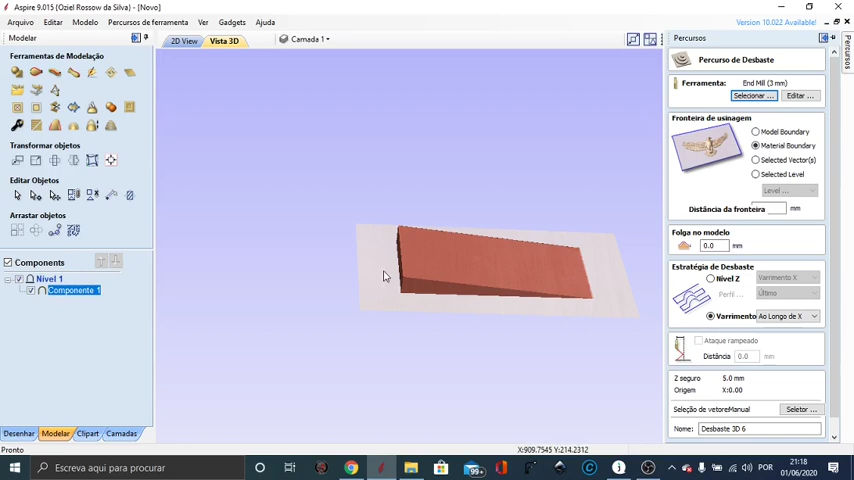 Aspire 9.015 (Oziel Rossow da Silva) - [Novo]
Arquivo Editar Modelo Percursos de ferramenta Ver Gadgets Ajuda
Version 10.022 Available!
Modelar
2D View Vista 3D Camada 1
Percursos
Percursos
Ferramentas de Modelação
Percurso de Desbaste
Ferramenta: End Mill (3 mm)
Selecionar ... Editar ...
Fronteira de usinagem
Model Boundary
Material Boundary
Selected Vector(s)
Selected Level
Level ...
Distância da fronteira mm
Transformar objetos
Editar Objetos
Arrastar objetos
Folga no modelo
0.0 mm
Components
Nível 1
Componente 1
Estratégia de Desbaste
Nível Z Varrimento X
Perfil ... Último
Varrimento Ao Longo de X
Ataque rampeado
Distância 0.0 mm
Z seguro 5.0 mm
Origem X:0.00
Seleção de vetoreManual Seletor ...
Nome: Desbaste 3D 6
Desenhar Modelar Clipart Camadas
Pronto
X:909.7545 Y:214.2312
Escreva aqui para procurar
99+
POR
21:18
01/06/2020